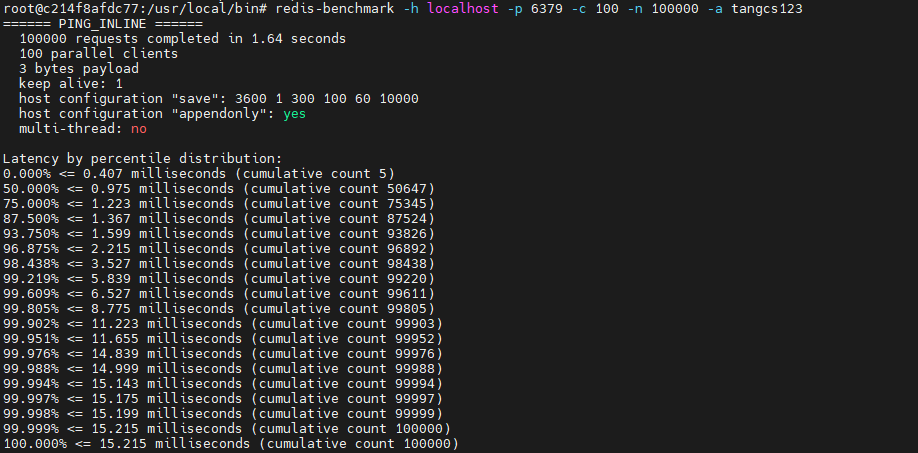 root@c214f8afdc77:/usr/local/bin# redis-benchmark -h localhost -p 6379 -c 100 -n 100000 -a tangcs123
====== PING_INLINE ======
  100000 requests completed in 1.64 seconds
  100 parallel clients
  3 bytes payload
  keep alive: 1
  host configuration "save": 3600 1 300 100 60 10000
  host configuration "appendonly": yes
  multi-thread: no

Latency by percentile distribution:
0.000% <= 0.407 milliseconds (cumulative count 5)
50.000% <= 0.975 milliseconds (cumulative count 50647)
75.000% <= 1.223 milliseconds (cumulative count 75345)
87.500% <= 1.367 milliseconds (cumulative count 87524)
93.750% <= 1.599 milliseconds (cumulative count 93826)
96.875% <= 2.215 milliseconds (cumulative count 96892)
98.438% <= 3.527 milliseconds (cumulative count 98438)
99.219% <= 5.839 milliseconds (cumulative count 99220)
99.609% <= 6.527 milliseconds (cumulative count 99611)
99.805% <= 8.775 milliseconds (cumulative count 99805)
99.902% <= 11.223 milliseconds (cumulative count 99903)
99.951% <= 11.655 milliseconds (cumulative count 99952)
99.976% <= 14.839 milliseconds (cumulative count 99976)
99.988% <= 14.999 milliseconds (cumulative count 99988)
99.994% <= 15.143 milliseconds (cumulative count 99994)
99.997% <= 15.175 milliseconds (cumulative count 99997)
99.998% <= 15.199 milliseconds (cumulative count 99999)
99.999% <= 15.215 milliseconds (cumulative count 100000)
100.000% <= 15.215 milliseconds (cumulative count 100000)